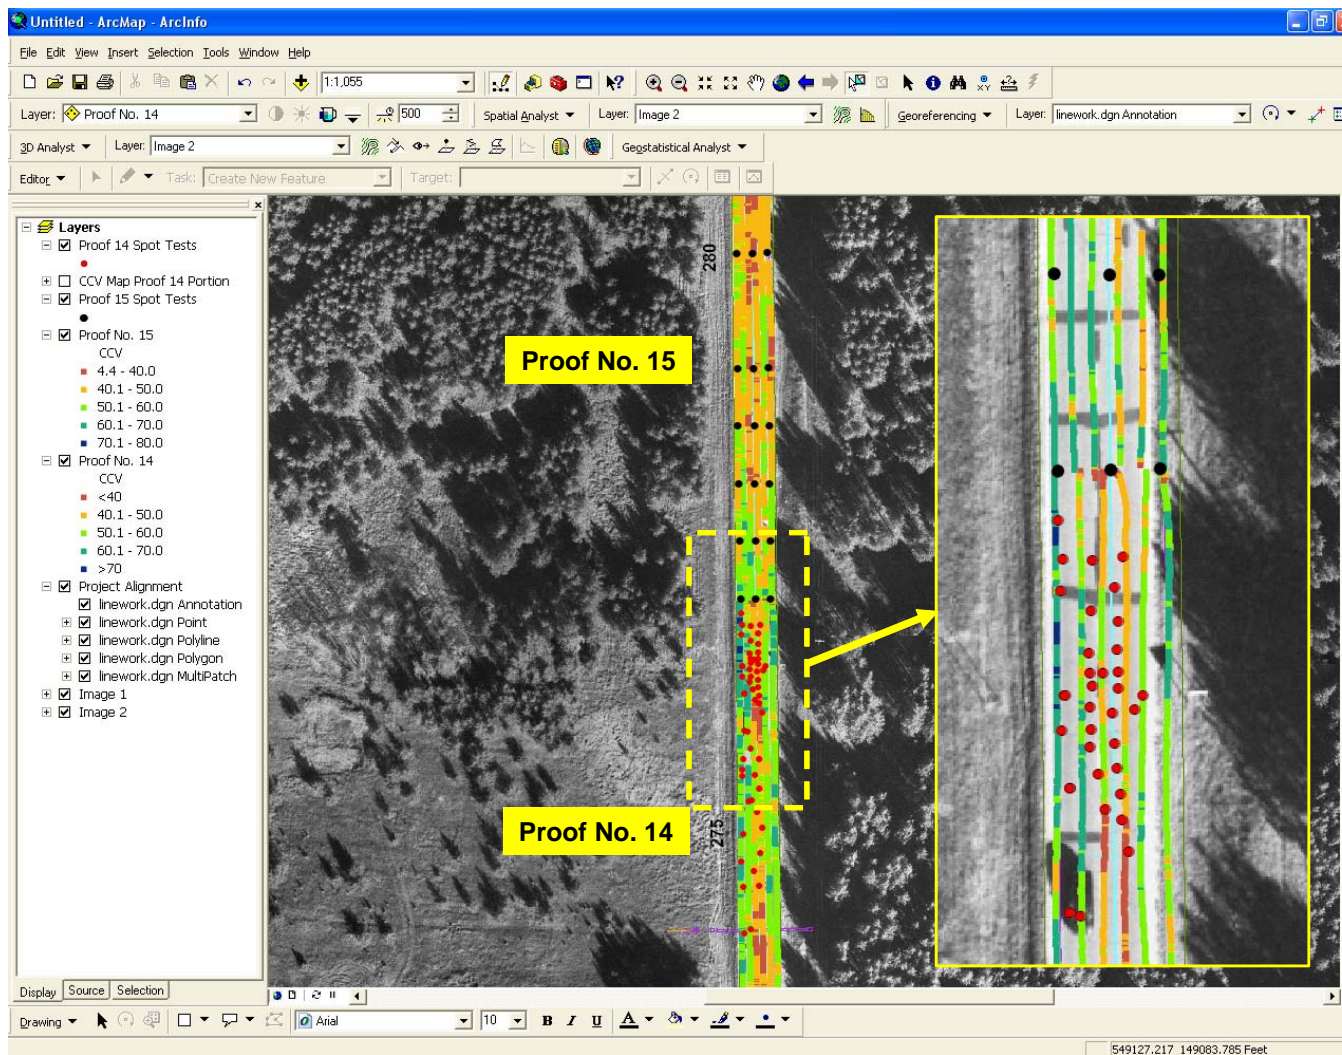 Untitled - ArcMap - ArcInfo
File Edit View Insert Selection Tools Window Help
1:1,055
Layer: Proof No. 14 500 Spatial Analyst Layer: Image 2 Georeferencing Layer: linework.dgn Annotation
3D Analyst Layer: Image 2 Geostatistical Analyst
Editor Task: Create New Feature Target:
Layers
Proof 14 Spot Tests
CCV Map Proof 14 Portion
Proof 15 Spot Tests
Proof No. 15
CCV
4.4 - 40.0
40.1 - 50.0
50.1 - 60.0
60.1 - 70.0
70.1 - 80.0
Proof No. 14
CCV
<40
40.1 - 50.0
50.1 - 60.0
60.1 - 70.0
>70
Project Alignment
linework.dgn Annotation
linework.dgn Point
linework.dgn Polyline
linework.dgn Polygon
linework.dgn MultiPatch
Image 1
Image 2
280
Proof No. 15
Proof No. 14
275
Display Source Selection
Drawing Arial 10 B I U A
549127.217 149083.785 Feet